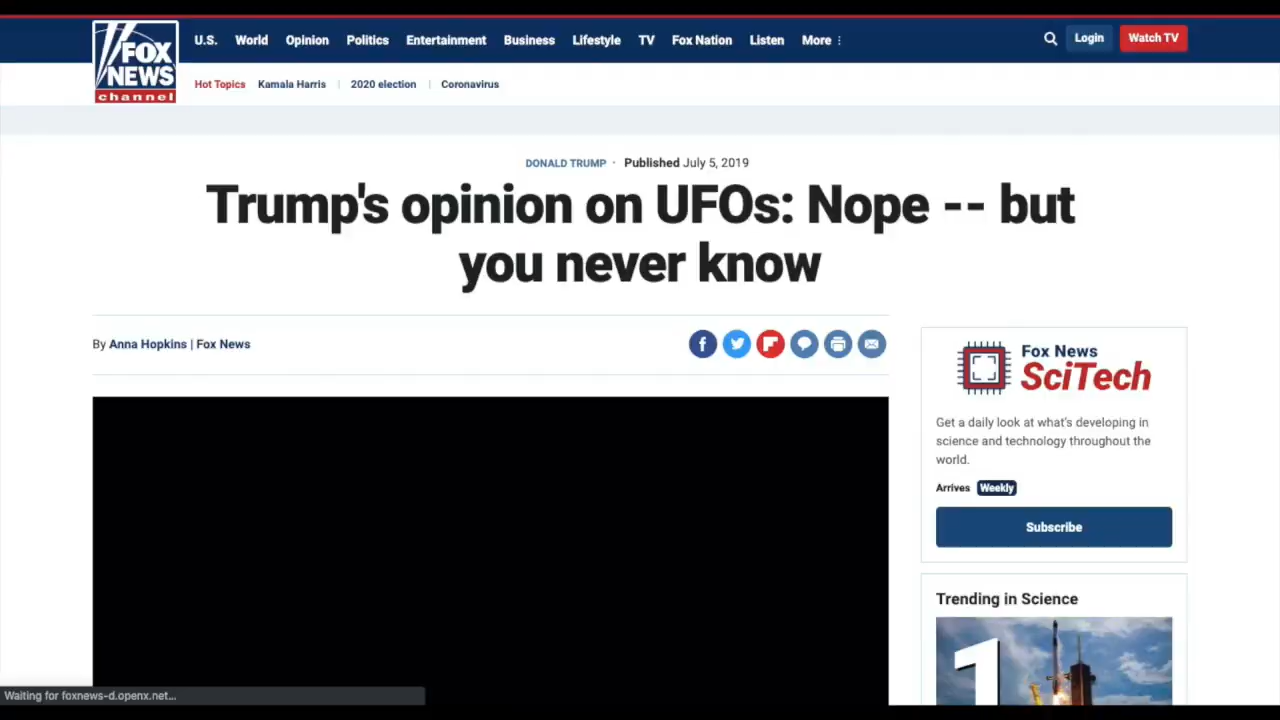 FOX
NEWS
channel
U.S. World Opinion Politics Entertainment Business Lifestyle TV Fox Nation Listen More
Login
Watch TV
Hot Topics Kamala Harris | 2020 election | Coronavirus
DONALD TRUMP · Published July 5, 2019
Trump's opinion on UFOs: Nope -- but
you never know
By Anna Hopkins | Fox News
Fox News
SciTech
Get a daily look at what's developing in
science and technology throughout the
world.
Arrives Weekly
Subscribe
Trending in Science
1
Waiting for foxnews-d.openx.net...